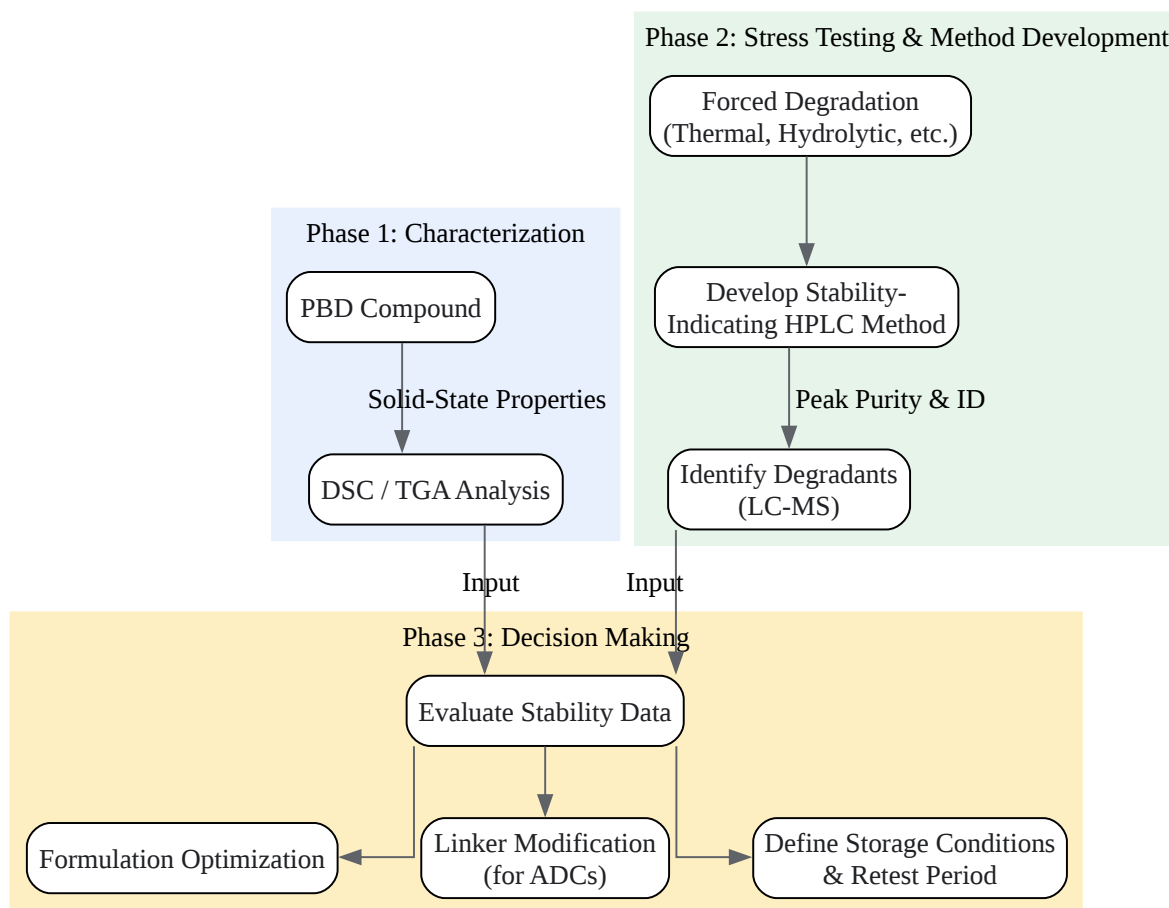 Phase 2: Stress Testing & Method Development
Forced Degradation
(Thermal, Hydrolytic, etc.)
Phase 1: Characterization
PBD Compound
Develop Stability-
Indicating HPLC Method
Solid-State Properties
Peak Purity & ID
DSC / TGA Analysis
Identify Degradants
(LC-MS)
Input
Input
Phase 3: Decision Making
Evaluate Stability Data
Formulation Optimization
Linker Modification
(for ADCs)
Define Storage Conditions
& Retest Period